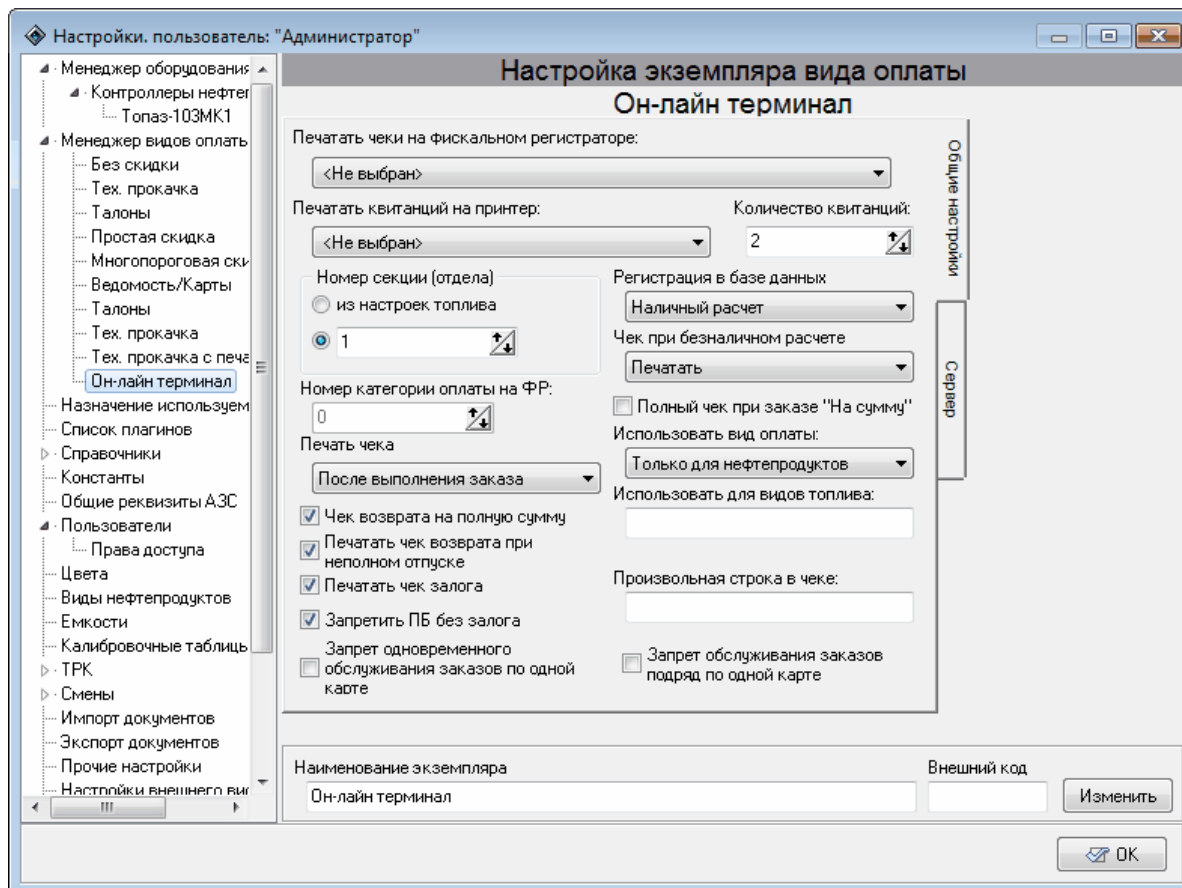 Настройки. пользователь: "Администратор"
Менеджер оборудования
Контроллеры нефтег
Топаз-103МК1
Менеджер видов оплать
Без скидки
Тех. прокачка
Талоны
Простая скидка
Многопороговая ски
Ведомость/Карты
Талоны
Тех. прокачка
Тех. прокачка с печа
Он-лайн терминал
Назначение используем
Список плагинов
Справочники
Константы
Общие реквизиты АЗС
Пользователи
Права доступа
Цвета
Виды нефтепродуктов
Емкости
Калибровочные таблиць
ТРК
Смены
Импорт документов
Экспорт документов
Прочие настройки
Настройки внешнего вид
Настройка экземпляра вида оплаты
Он-лайн терминал
Общие настройки
Сервер
Печатать чеки на фискальном регистраторе:
<Не выбран>
Печатать квитанций на принтер:
Количество квитанций:
<Не выбран>
2
Номер секции (отдела)
из настроек топлива
1
Регистрация в базе данных
Наличный расчет
Чек при безналичном расчете
Печатать
Номер категории оплаты на ФР:
0
Полный чек при заказе "На сумму"
Печать чека
После выполнения заказа
Использовать вид оплаты:
Только для нефтепродуктов
Использовать для видов топлива:
Чек возврата на полную сумму
Печатать чек возврата при
неполном отпуске
Печатать чек залога
Произвольная строка в чеке:
Запретить ПБ без залога
Запрет одновременного
обслуживания заказов по одной
карте
Запрет обслуживания заказов
подряд по одной карте
Наименование экземпляра
Внешний код
Он-лайн терминал
Изменить
OK